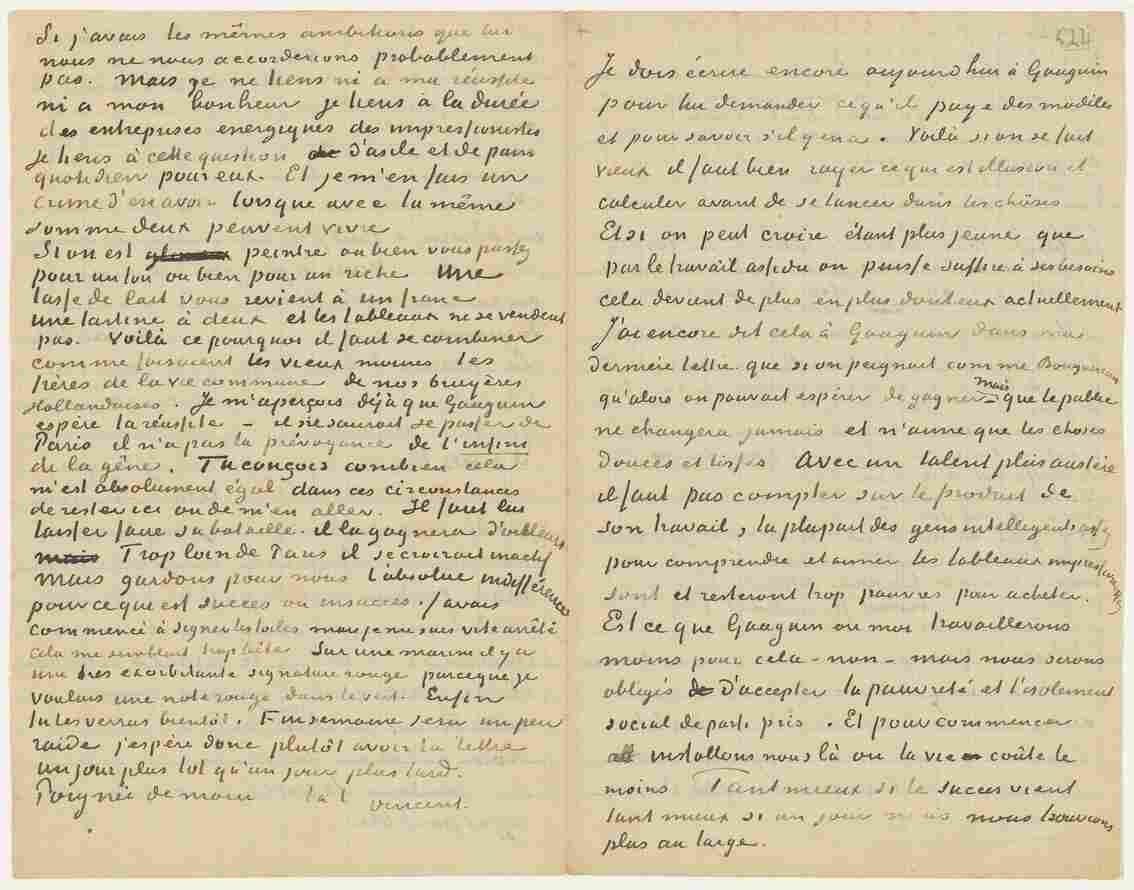 Si j'avais les mêmes ambitions que lui
nous ne nous accorderions probablement
pas. Mais je ne tiens ni a ma réussite
ni a mon bonheur je tiens à la durée
des entreprises energiques des impressionistes
je tiens à cette question de d'asile et de pain
quotidien pour eux. Et je m'en fais un
crime d'en avoir lorsque avec la même
somme deux peuvent vivre
Si on est peintre ou bien vous passez
pour un fou ou bien pour un riche une
tasse de lait vous revient à un franc
une tartine à deux et les tableaux ne se vendent
pas. Voilà ce pourquoi il faut se combiner
comme faisaient les vieux moines les
frères de la vie commune de nos bruyères
Hollandaises. Je m'aperçois déjà que Gauguin
espère la réussite – il ne saurait se passer de
Paris il n'a pas la prévoyance de l'infini
de la gêne. Tu conçois combien cela
m'est absolument égal dans ces circonstances
de rester ici ou de m'en aller. Il faut lui
laisser faire sa bataille. il la gagnera d'ailleurs
mais Trop loin de Paris il se croirait inactif
Mais gardons pour nous l'absolue indifférence
pour ce que est succes ou insucces. j'avais
commencé à signer les toiles mais je me suis vite arrêté
cela me semblant trop bête. Sur une marine il y a
une très exorbitante signature rouge parceque je
voulais une note rouge dans le vert. Enfin
tu les verras bientôt. Fin semaine sera un peu
raide j'espère donc plutôt avoir ta lettre
un jour plus tot qu'un jour plus tard.
Poignée de main t. à t. Vincent.
524
Je dois écrire encore aujourd'hui à Gauguin
pour lui demander ce qu'il paye des modèles
et pour savoir s'il y en a. Voilà si on se fait
vieux il faut bien rayer ce que est illusoire et
calculer avant de se lancer dans les chôses
Et si on peut croire étant plus jeune que
par le travail assidu on puisse suffire à ses besoins
cela devient de plus en plus douteux actuellement
J'ai encore dit cela à Gauguin dans ma
dernière lettre que si on peignait comme Bouguereau
qu'alors on pouvait espérer de gagner – mais que le public
ne changera jamais et n'aime que les choses
douces et lisses Avec un talent plus austère
il faut pas compter sur le produit de
son travail; la plupart des gens intelligents assez
pour comprendre et aimer les tableaux impressionistes
sont et resteront trop pauvres pour acheter.
Est ce que Gauguin ou moi travaillerons
moins pour cela – non – mais nous serons
obligés de d'accepter la pauvreté et l'isolement
social de parti pris. Et pour commencer
installons nous là ou la vie coûte le
moins Tant mieux si le succes vient
tant mieux si un jour nous nous trouvions
plus au large.